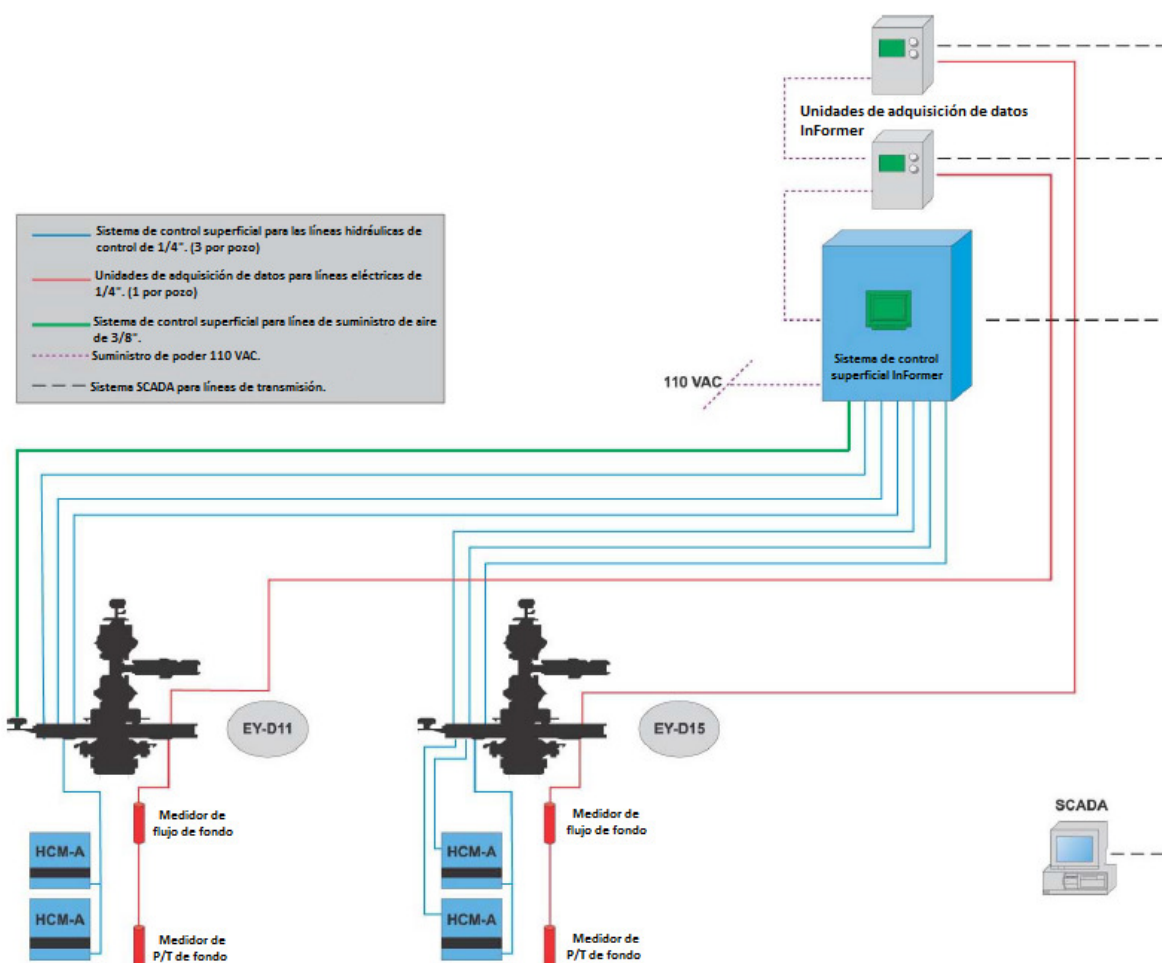 Unidades de adquisición de datos
InFormer
Sistema de control superficial para las líneas hidráulicas de
control de 1/4". (3 por pozo)
Unidades de adquisición de datos para líneas eléctricas de
1/4". (1 por pozo)
Sistema de control superficial para línea de suministro de aire
de 3/8".
Suministro de poder 110 VAC.
Sistema SCADA para líneas de transmisión.
Sistema de control
superficial InFormer
110 VAC
EY-D11
EY-D15
Medidor de
flujo de fondo
HCM-A
HCM-A
Medidor de
P/T de fondo
Medidor de
flujo de fondo
HCM-A
HCM-A
Medidor de
P/T de fondo
SCADA